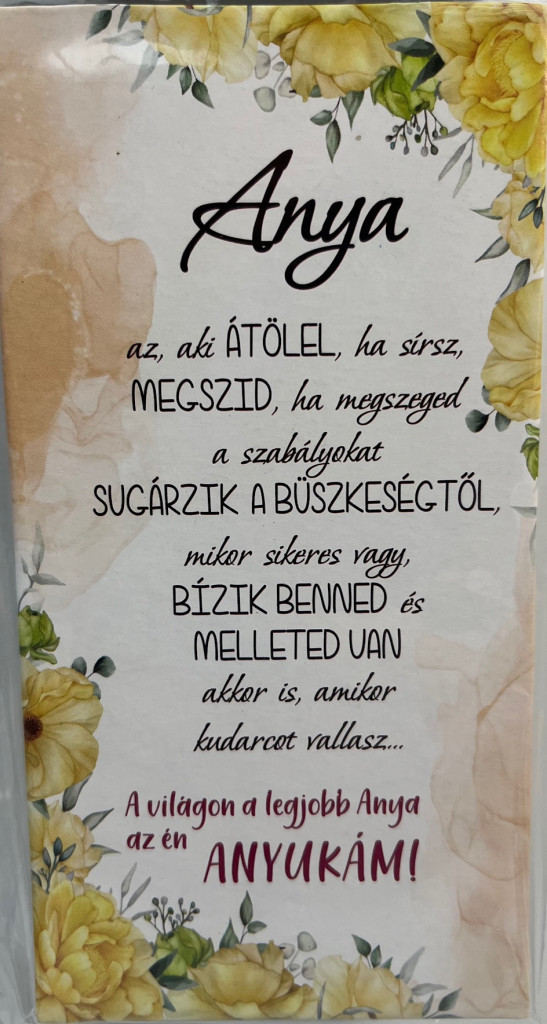 Anya
az, aki ÁTÖLEL, ha sírsz,
MEGSZID, ha megszeged
a szabályokat
SUGÁRZIK A BÜSZKESÉGTŐL,
mikor sikeres vagy,
BÍZIK BENNED és
MELLETED VAN
akkor is, amikor
kudarcot vallasz...
A világon a legjobb Anya
az én
ANYUKÁM!